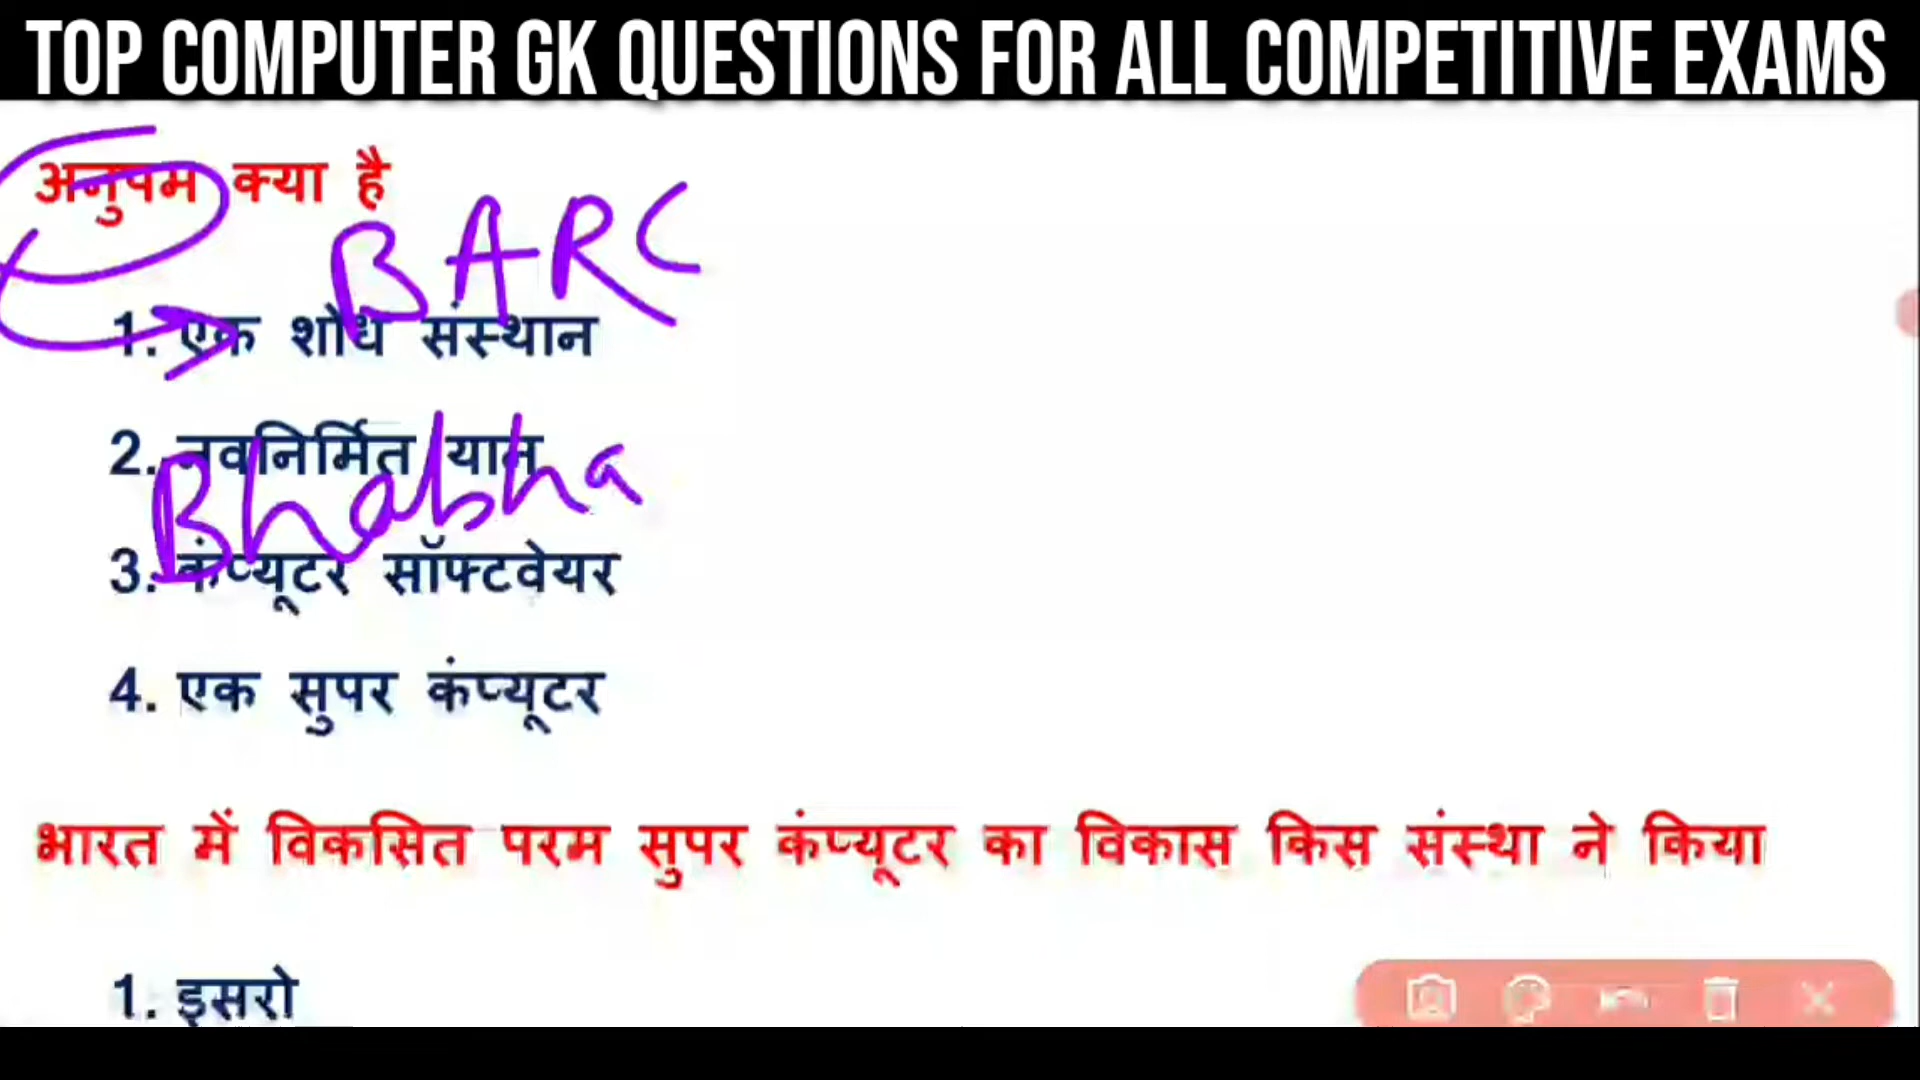 TOP COMPUTER GK QUESTIONS FOR ALL COMPETITIVE EXAMS
अनुपम क्या है
BARC
1. एक शोध संस्थान
2. नवनिर्मित यान
Bhabha
3. कंप्यूटर सॉफ्टवेयर
4. एक सुपर कंप्यूटर
भारत में विकसित परम सुपर कंप्यूटर का विकास किस संस्था ने किया
1. इसरो